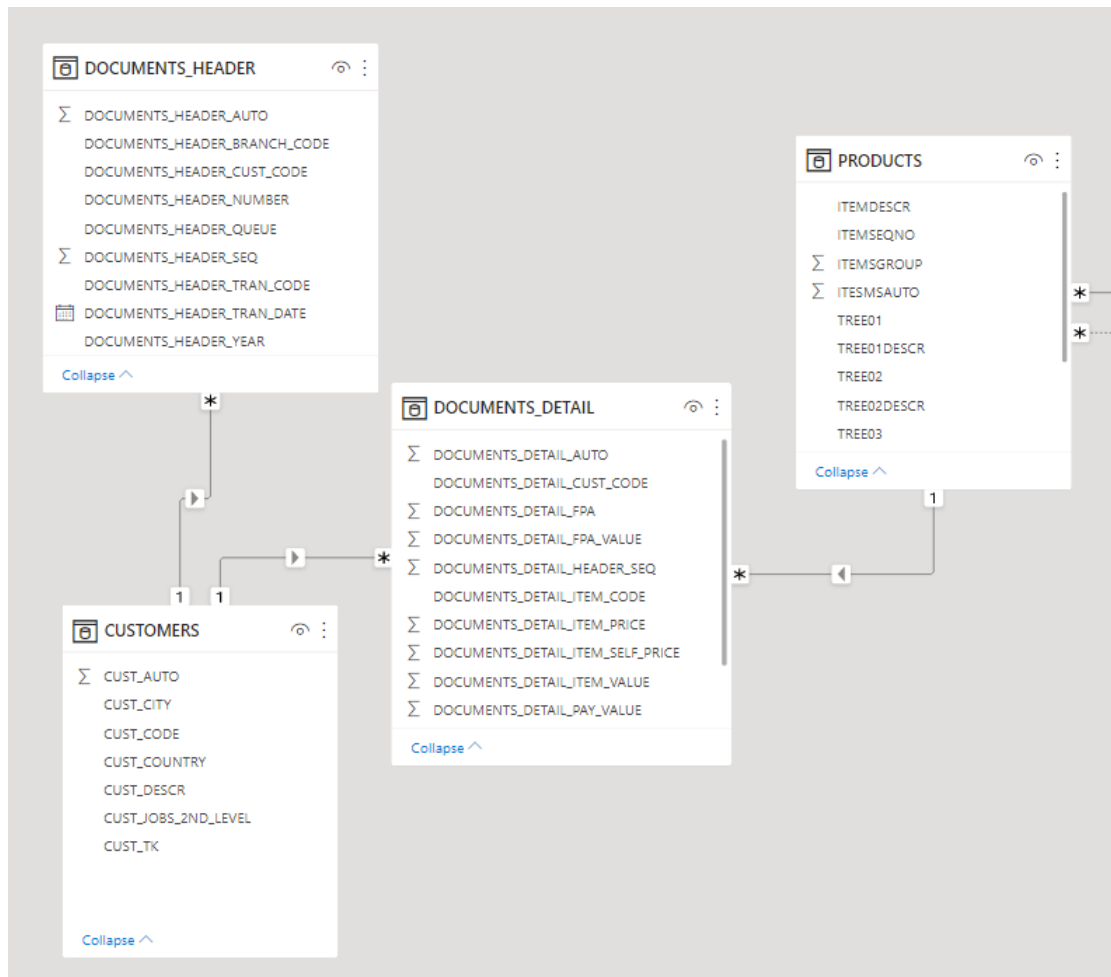 DOCUMENTS_HEADER
DOCUMENTS_HEADER_AUTO
DOCUMENTS_HEADER_BRANCH_CODE
DOCUMENTS_HEADER_CUST_CODE
DOCUMENTS_HEADER_NUMBER
DOCUMENTS_HEADER_QUEUE
DOCUMENTS_HEADER_SEQ
DOCUMENTS_HEADER_TRAN_CODE
DOCUMENTS_HEADER_TRAN_DATE
DOCUMENTS_HEADER_YEAR
Collapse
*
1
1
*
CUSTOMERS
CUST_AUTO
CUST_CITY
CUST_CODE
CUST_COUNTRY
CUST_DESCR
CUST_JOBS_2ND_LEVEL
CUST_TK
Collapse
DOCUMENTS_DETAIL
DOCUMENTS_DETAIL_AUTO
DOCUMENTS_DETAIL_CUST_CODE
DOCUMENTS_DETAIL_FPA
DOCUMENTS_DETAIL_FPA_VALUE
DOCUMENTS_DETAIL_HEADER_SEQ
DOCUMENTS_DETAIL_ITEM_CODE
DOCUMENTS_DETAIL_ITEM_PRICE
DOCUMENTS_DETAIL_ITEM_SELF_PRICE
DOCUMENTS_DETAIL_ITEM_VALUE
DOCUMENTS_DETAIL_PAY_VALUE
Collapse
*
1
PRODUCTS
ITEMDESCR
ITEMSEQNO
ITEMSGROUP
ITESMSAUTO
TREE01
TREE01DESCR
TREE02
TREE02DESCR
TREE03
Collapse
*
*